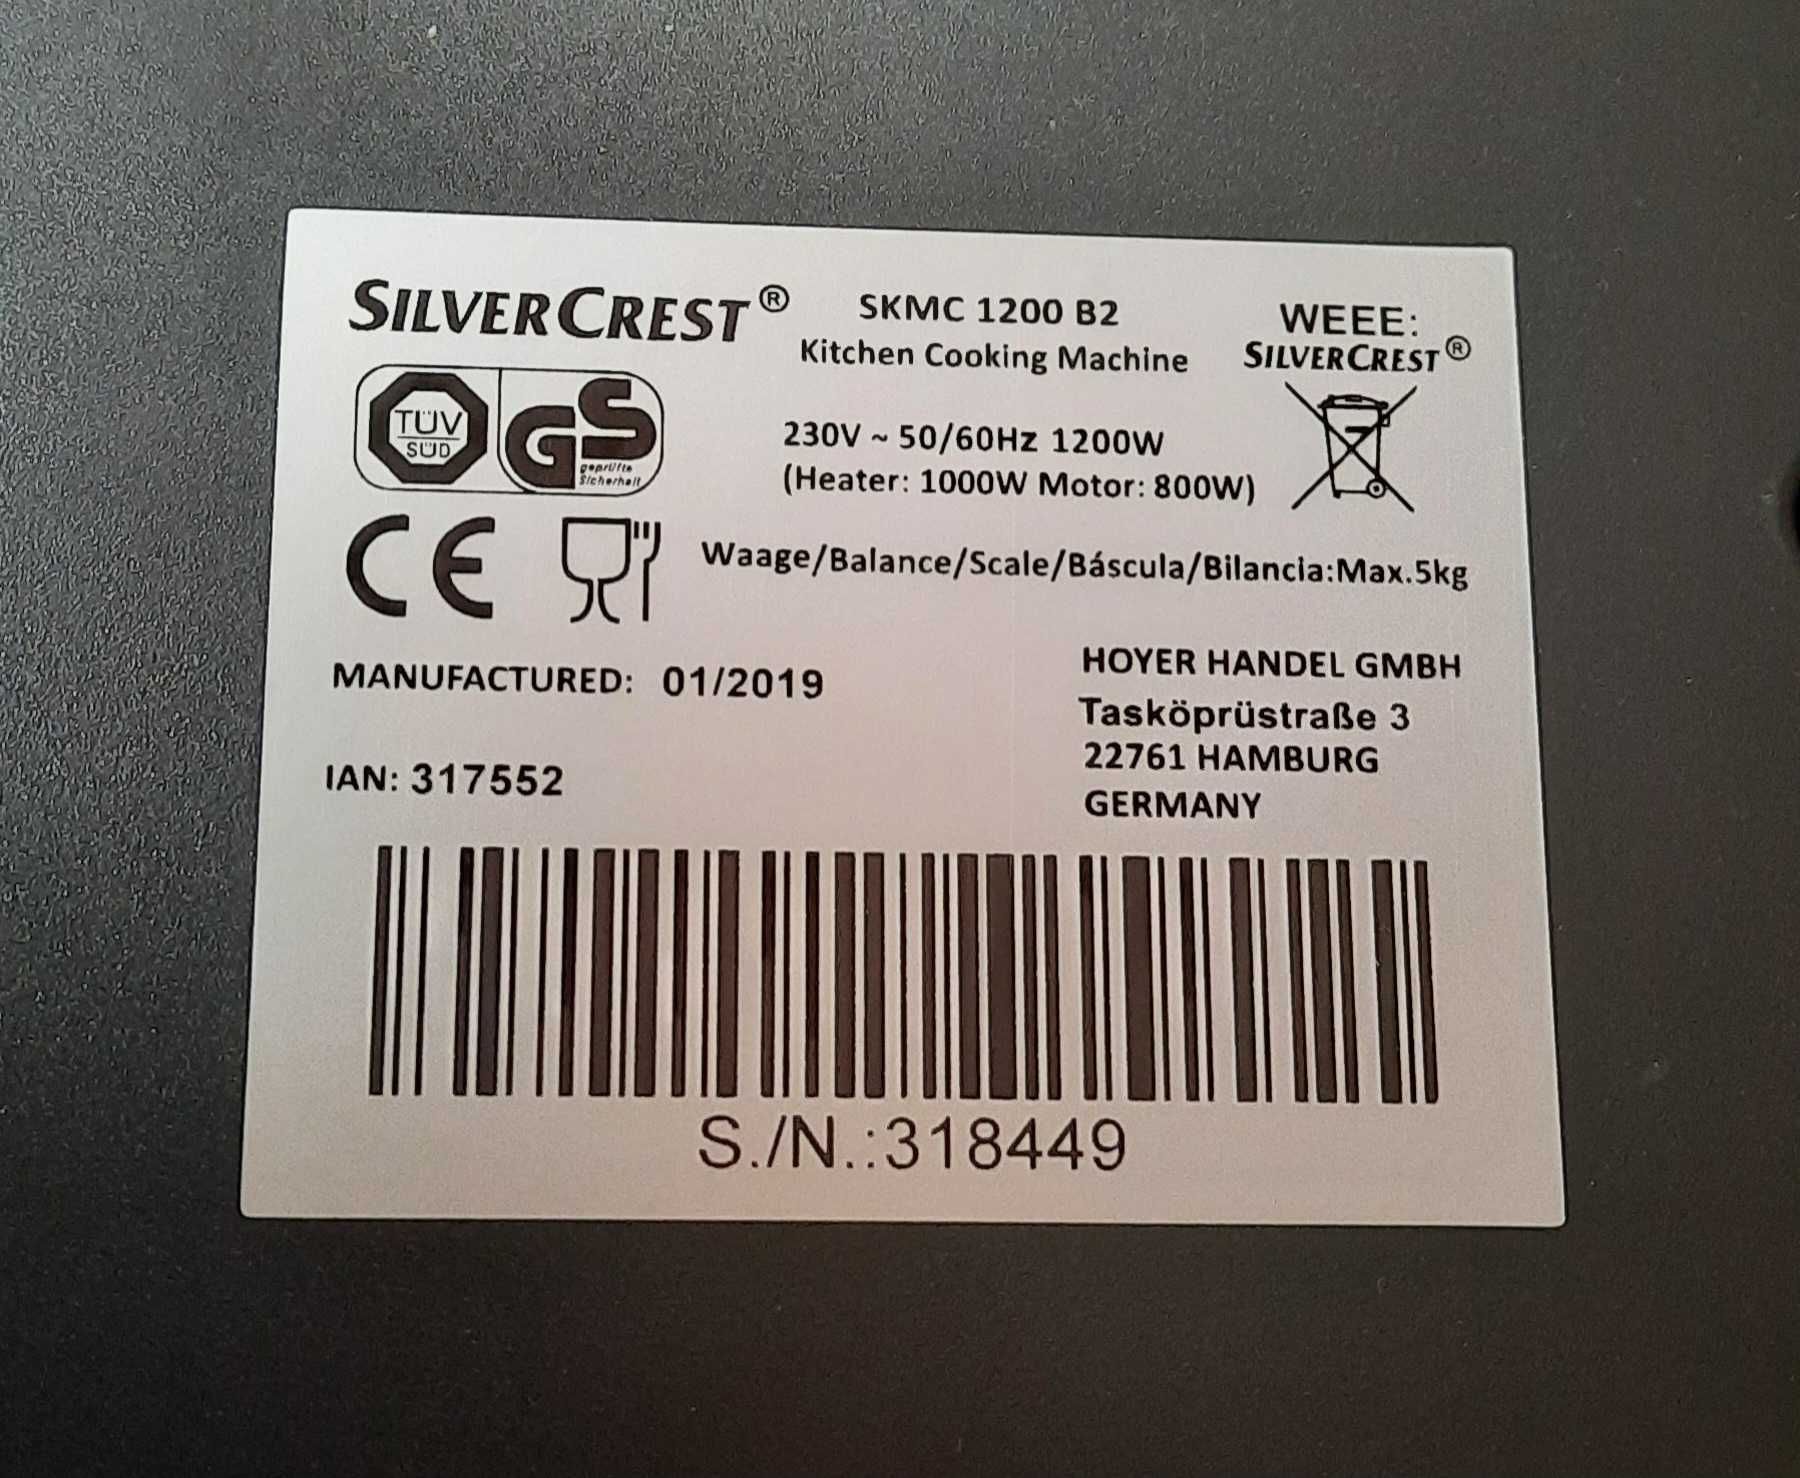 SILVERCREST®
SKMC 1200 B2
Kitchen Cooking Machine
WEEE:
SILVERCREST®
TÜV
SÜD
GS
geprüfte
Sicherheit
230V ~ 50/60Hz 1200W
(Heater: 1000W Motor: 800W)
CE
Waage/Balance/Scale/Báscula/Bilancia:Max.5kg
MANUFACTURED: 01/2019
IAN: 317552
HOYER HANDEL GMBH
Tasköprüstraße 3
22761 HAMBURG
GERMANY
S./N.:318449